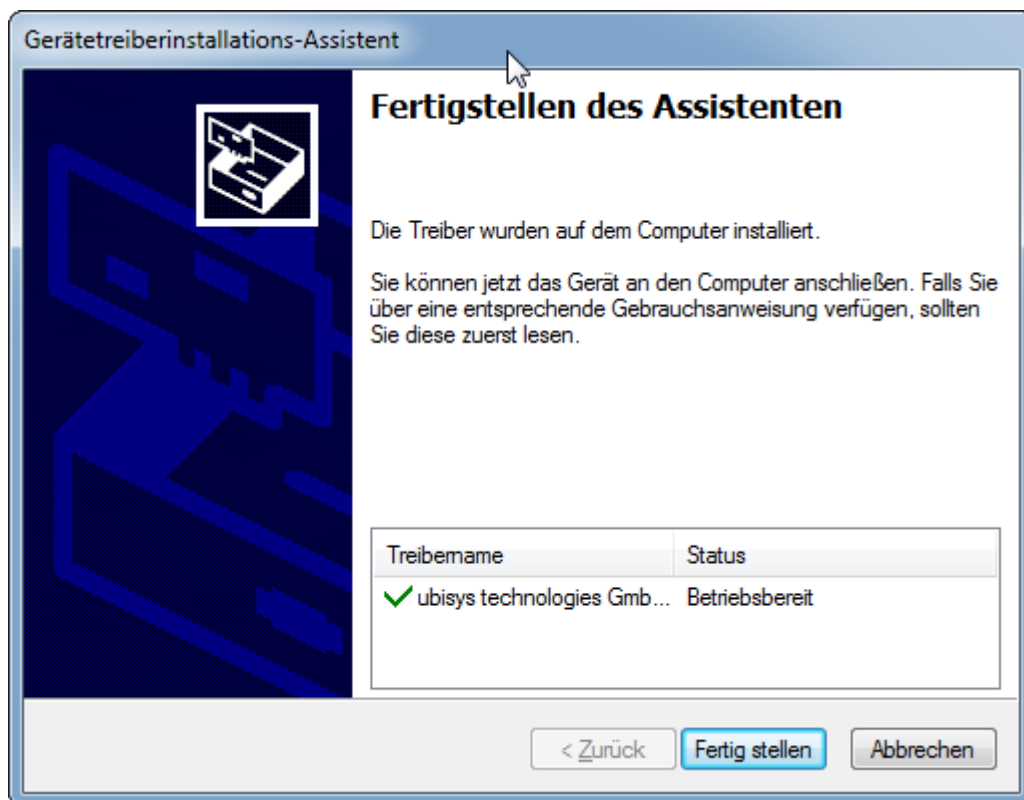 Gerätetreiberinstallations-Assistent
Fertigstellen des Assistenten
Die Treiber wurden auf dem Computer installiert.
Sie können jetzt das Gerät an den Computer anschließen. Falls Sie
über eine entsprechende Gebrauchsanweisung verfügen, sollten
Sie diese zuerst lesen.
Treibername Status
ubisys technologies Gmb... Betriebsbereit
< Zurück Fertig stellen Abbrechen